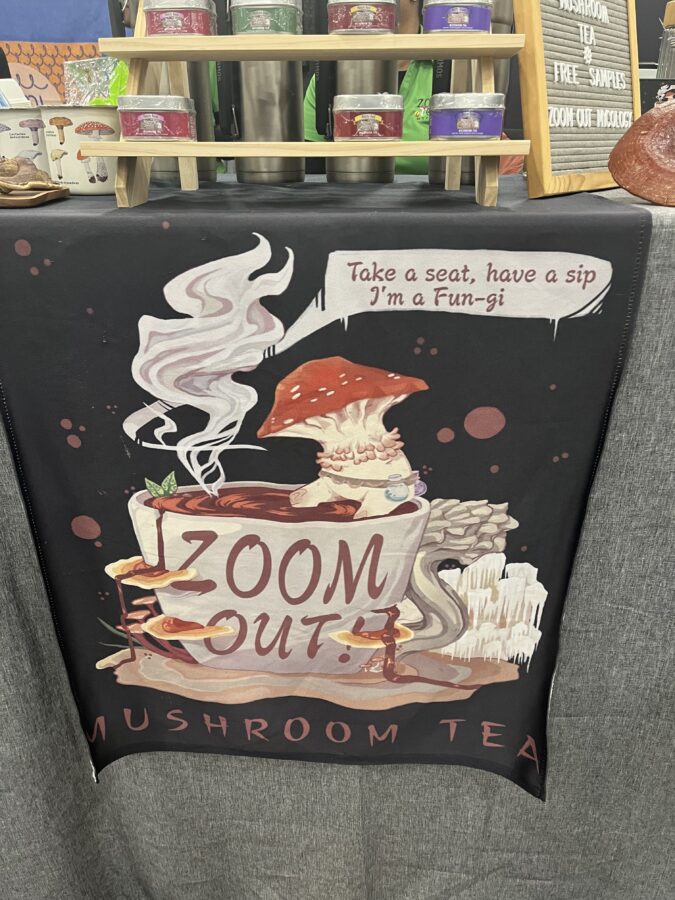 MUSHROOM
TEA
&
FREE SAMPLES
ZOOM OUT MYCOLOGY
Take a seat, have a sip
I'm a Fun-gi
ZOOM
OUT!
MUSHROOM TEA